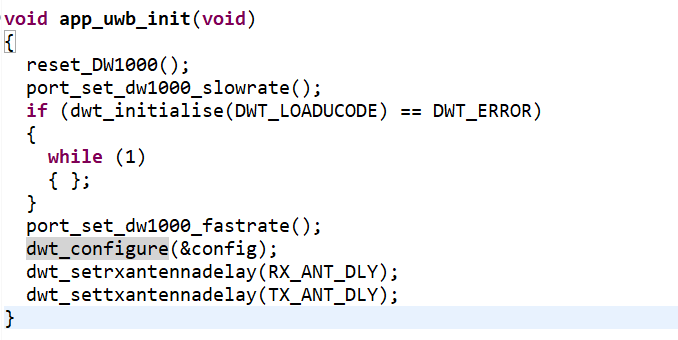 void app_uwb_init(void)
{
  reset_DW1000();
  port_set_dw1000_slowrate();
  if (dwt_initialise(DWT_LOADUCODE) == DWT_ERROR)
  {
    while (1)
    { };
  }
  port_set_dw1000_fastrate();
  dwt_configure(&config);
  dwt_setrxantennadelay(RX_ANT_DLY);
  dwt_settxantennadelay(TX_ANT_DLY);
}